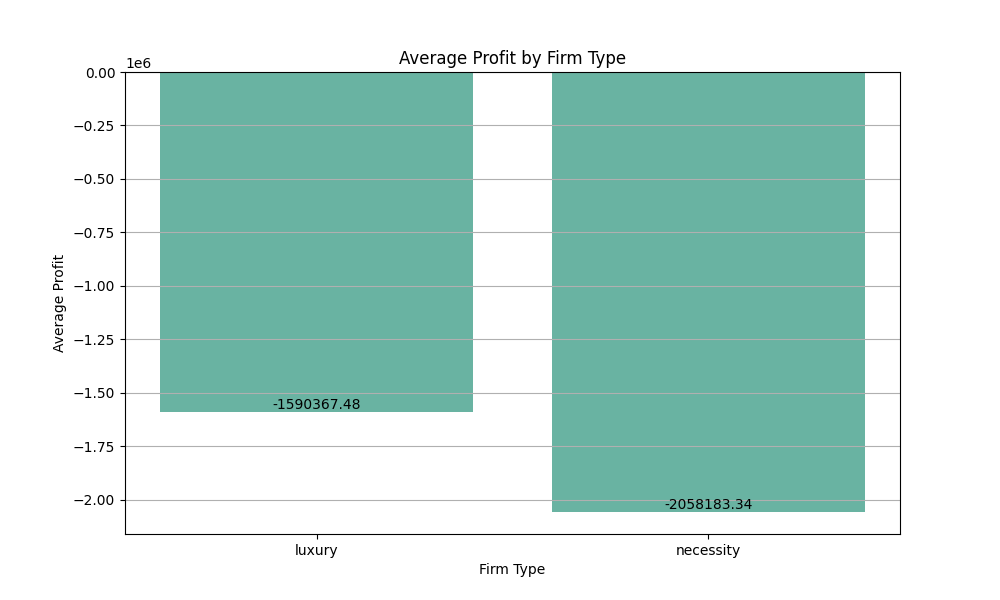 Average Profit by Firm Type
1e6
0.00
−0.25
−0.50
−0.75
−1.00
−1.25
−1.50
−1.75
−2.00
Average Profit
-1590367.48
-2058183.34
luxury
necessity
Firm Type